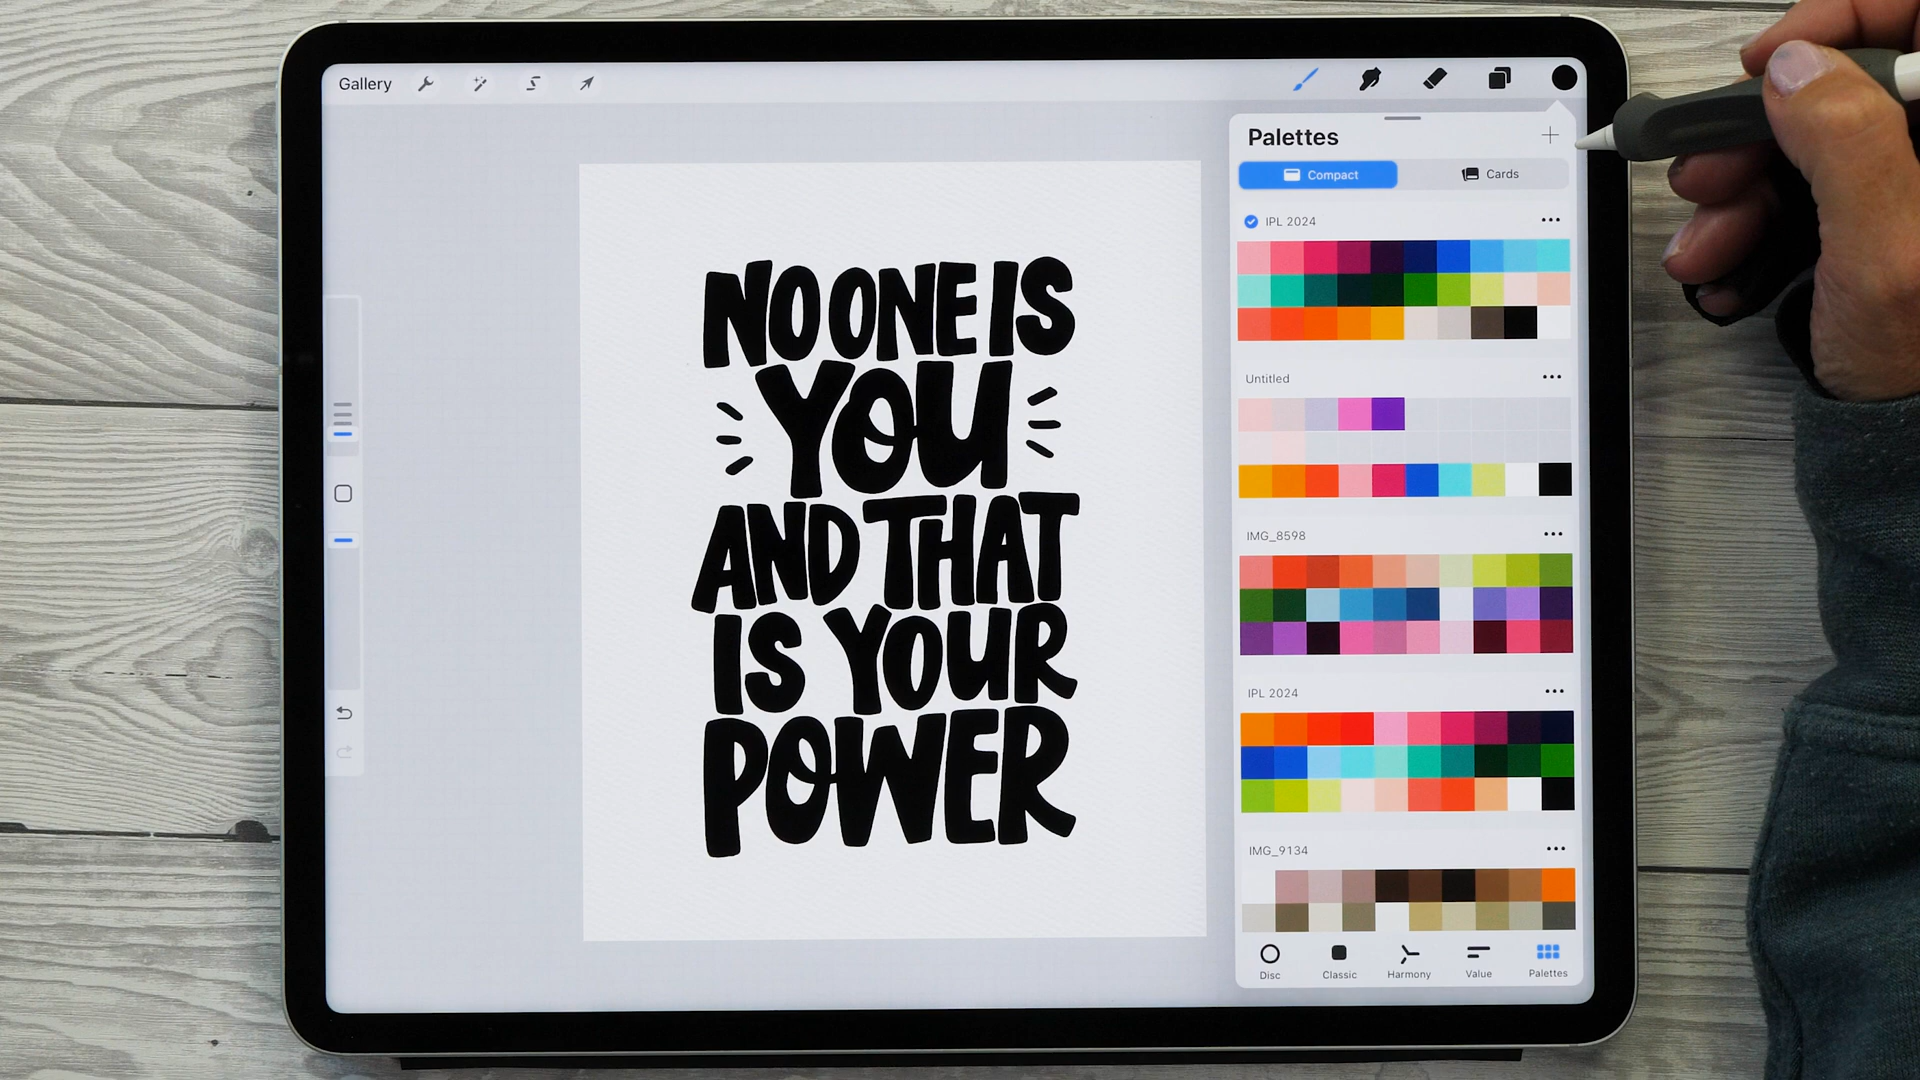 Gallery
Palettes
Compact
Cards
IPL 2024
Untitled
IMG_8598
IPL 2024
IMG_9134
Disc
Classic
Harmony
Value
Palettes
NO ONE IS
YOU
AND THAT
IS YOUR
POWER